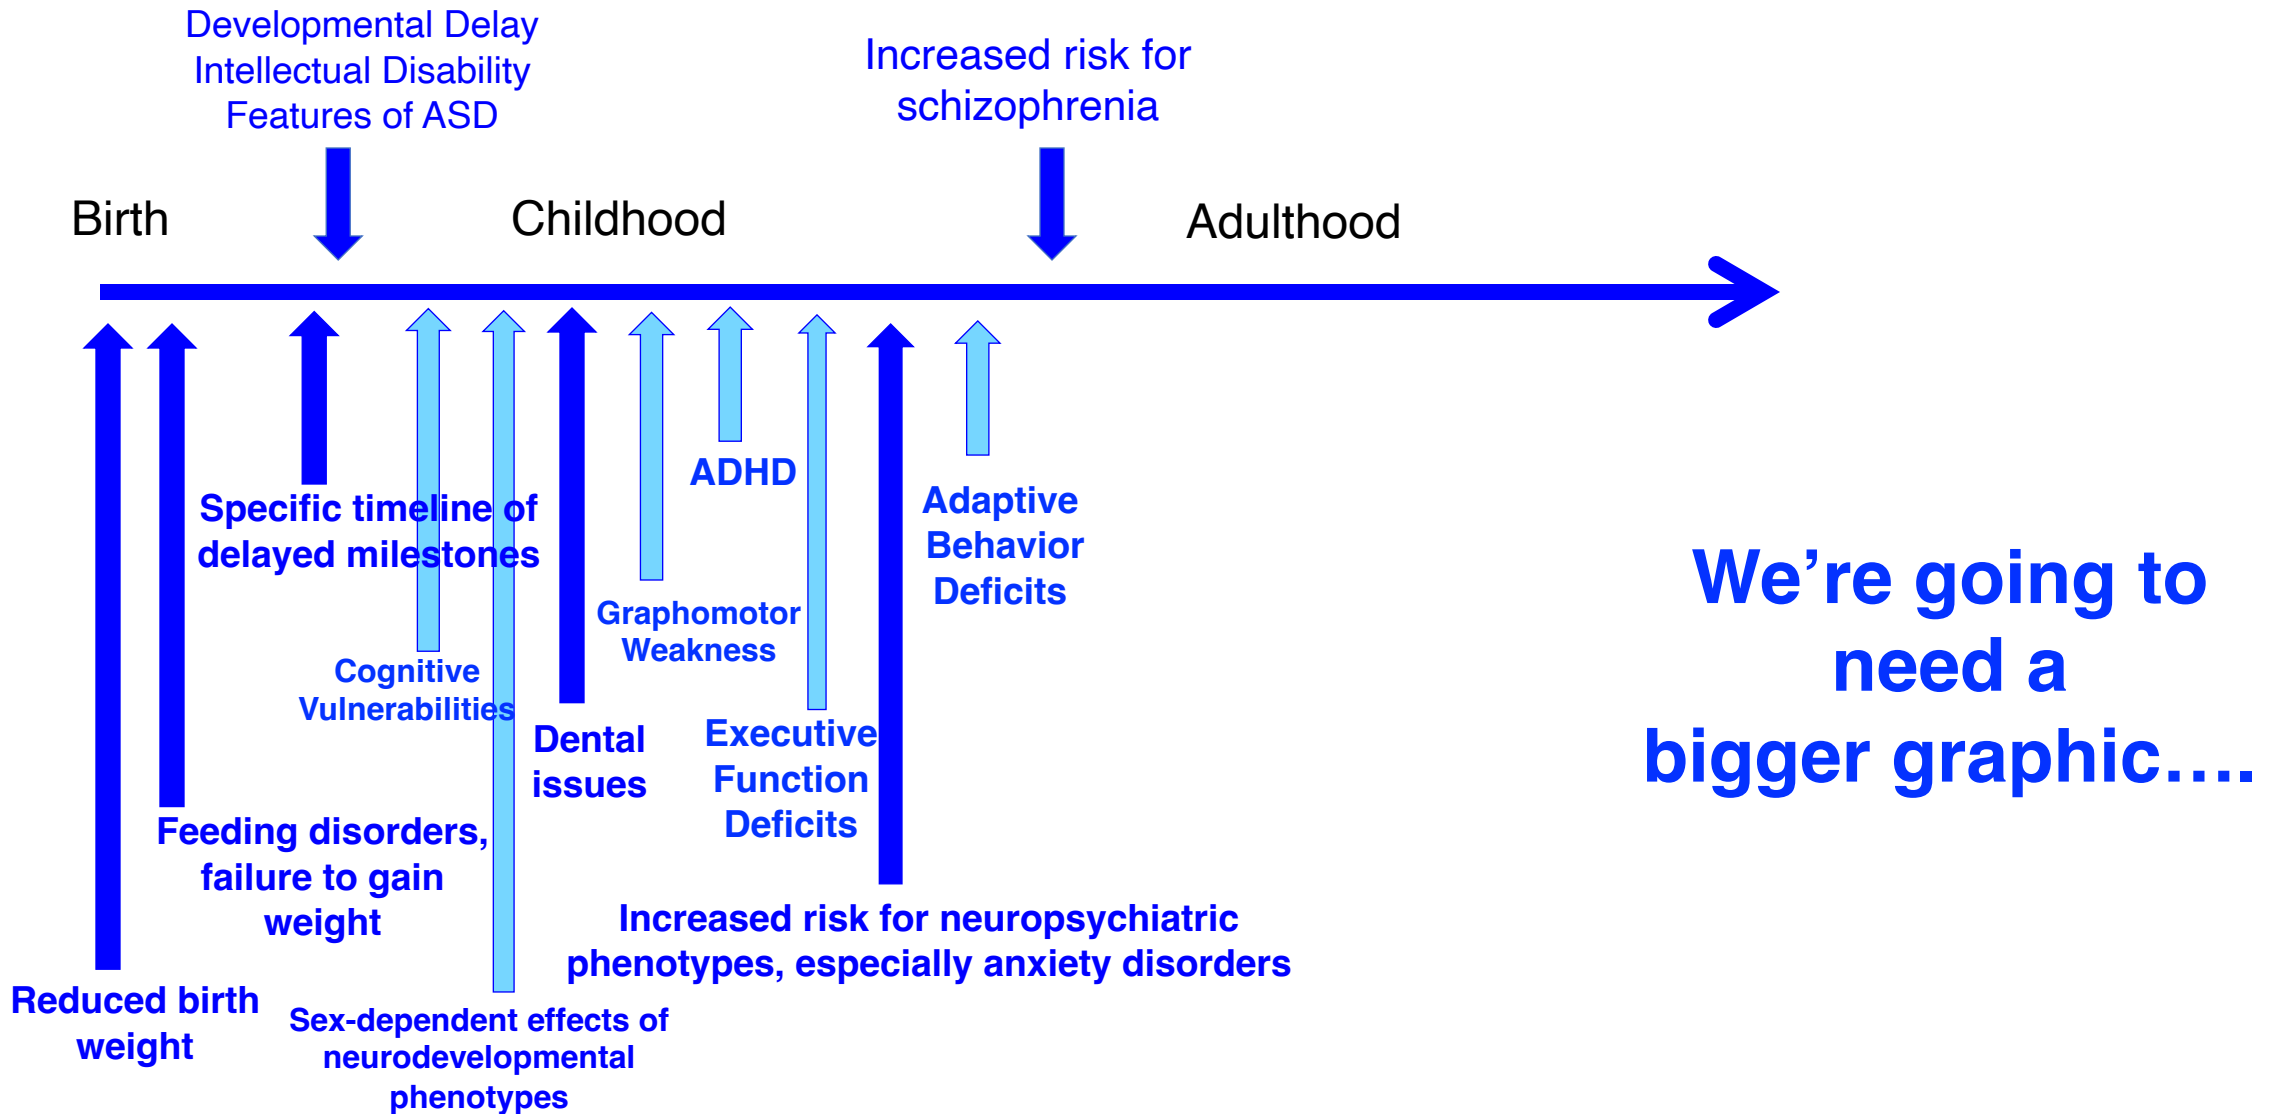 Developmental Delay
Intellectual Disability
Features of ASD
Increased risk for
schizophrenia
Birth
Childhood
Adulthood
Specific timeline of
delayed milestones
ADHD
Adaptive
Behavior
Deficits
Graphomotor
Weakness
Cognitive
Vulnerabilities
Dental
issues
Executive
Function
Deficits
Feeding disorders,
failure to gain
weight
Increased risk for neuropsychiatric
phenotypes, especially anxiety disorders
Reduced birth
weight
Sex-dependent effects of
neurodevelopmental
phenotypes
We’re going to
need a
bigger graphic….